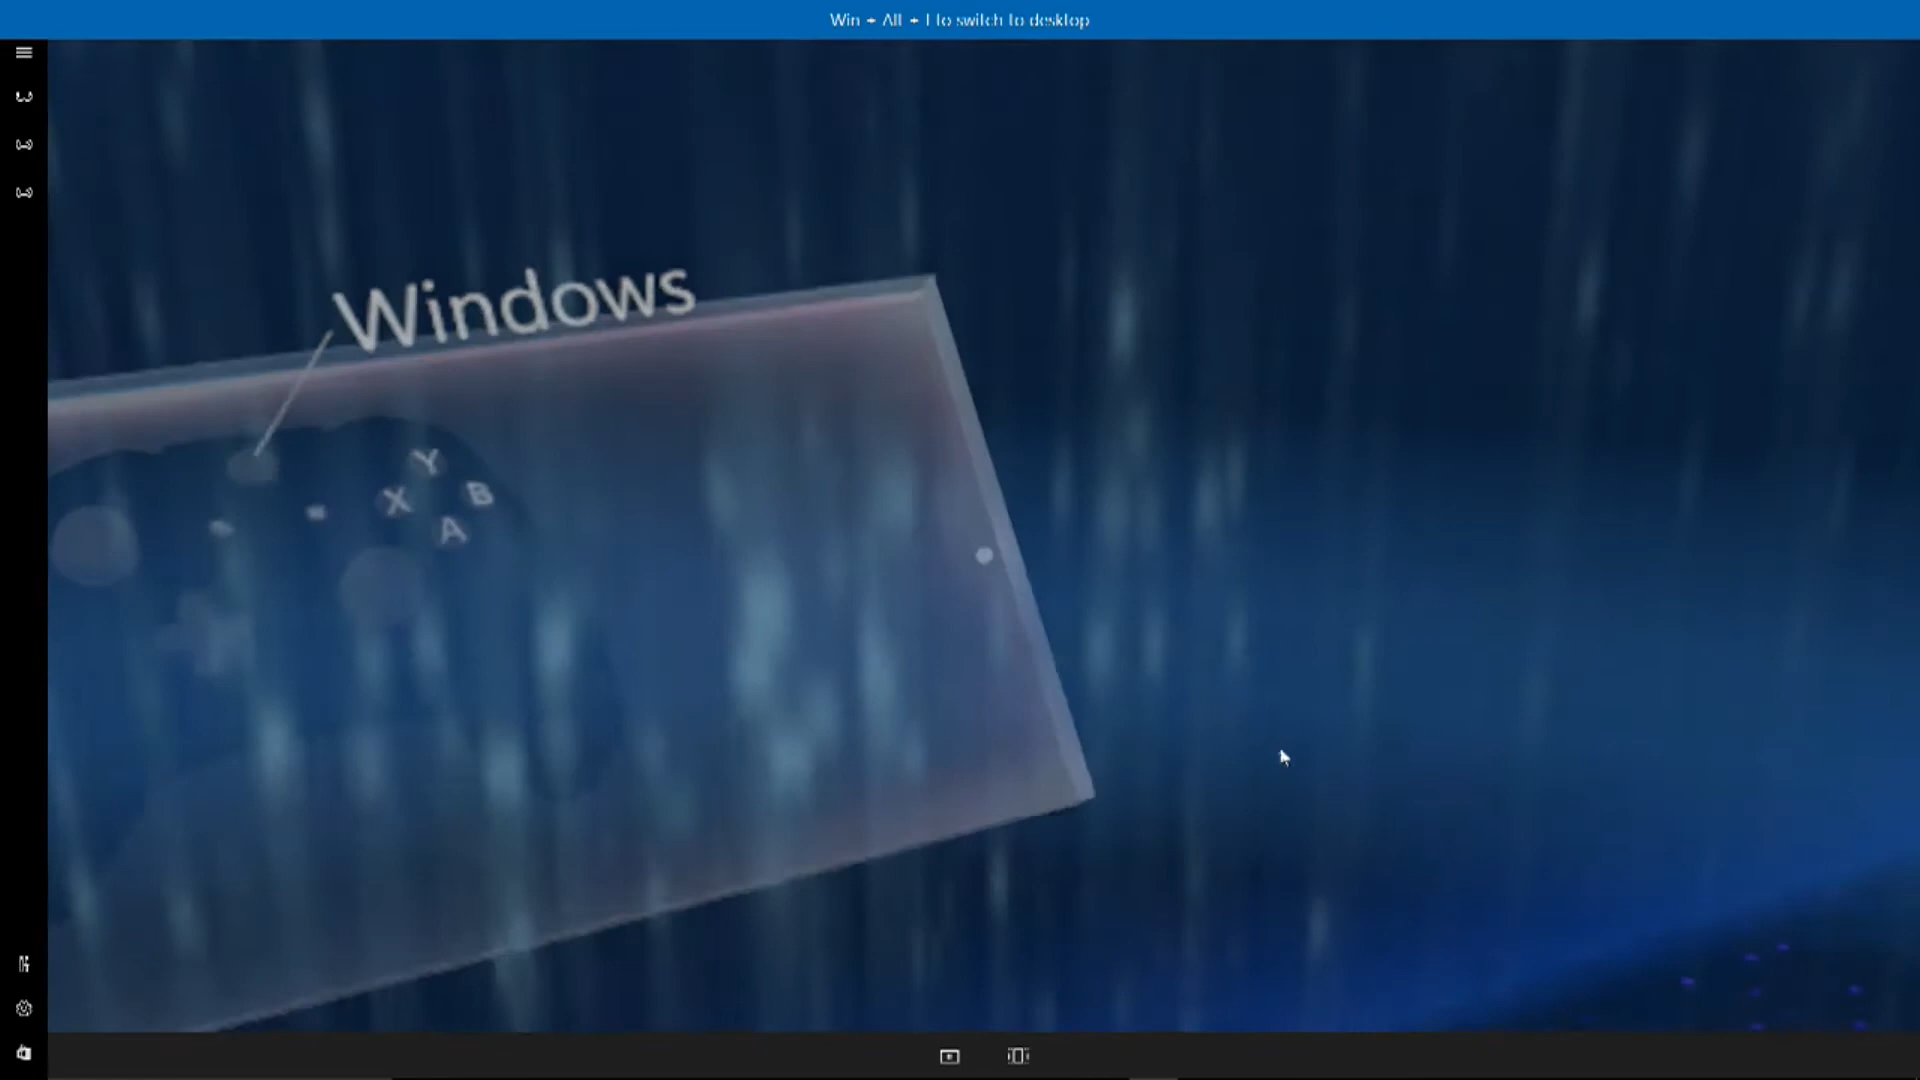 Win + Alt + I to switch to desktop
Windows
Y
X B
A